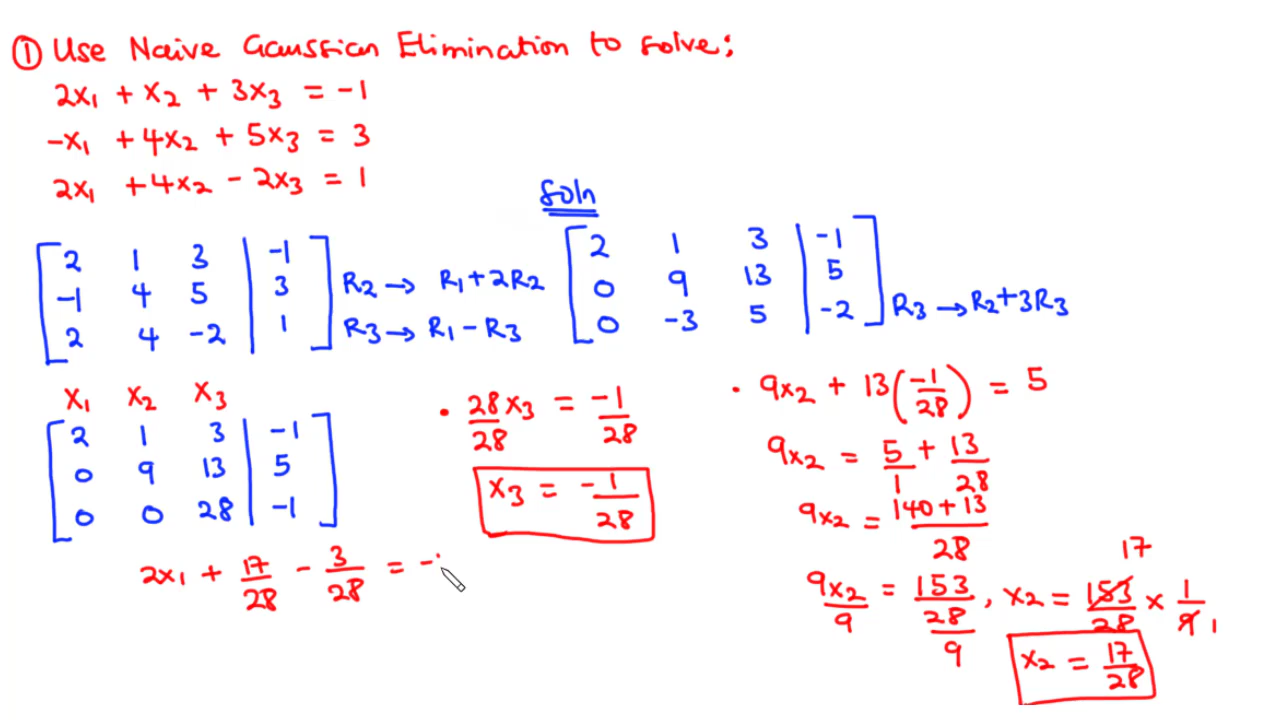 ① Use Naive Gaussian Elimination to solve:
2x₁ + x₂ + 3x₃ = -1
-x₁ + 4x₂ + 5x₃ = 3
2x₁ + 4x₂ - 2x₃ = 1
Soln
2 1 3 | -1
-1 4 5 | 3 R2 → R1 + 2R2
2 4 -2 | 1 R3 → R1 - R3
2 1 3 | -1
0 9 13 | 5
0 -3 5 | -2 R3 → R2 + 3R3
x₁ x₂ x₃
2 1 3 | -1
0 9 13 | 5
0 0 28 | -1
• 28x₃/28 = -1/28
x₃ = -1/28
• 9x₂ + 13(-1/28) = 5
9x₂ = 5/1 + 13/28
9x₂ = 140+13/28
9x₂/9 = 153/28/9, x₂ = 153/28 × 1/9
17
1
x₂ = 17/28
2x₁ + 17/28 - 3/28 = -